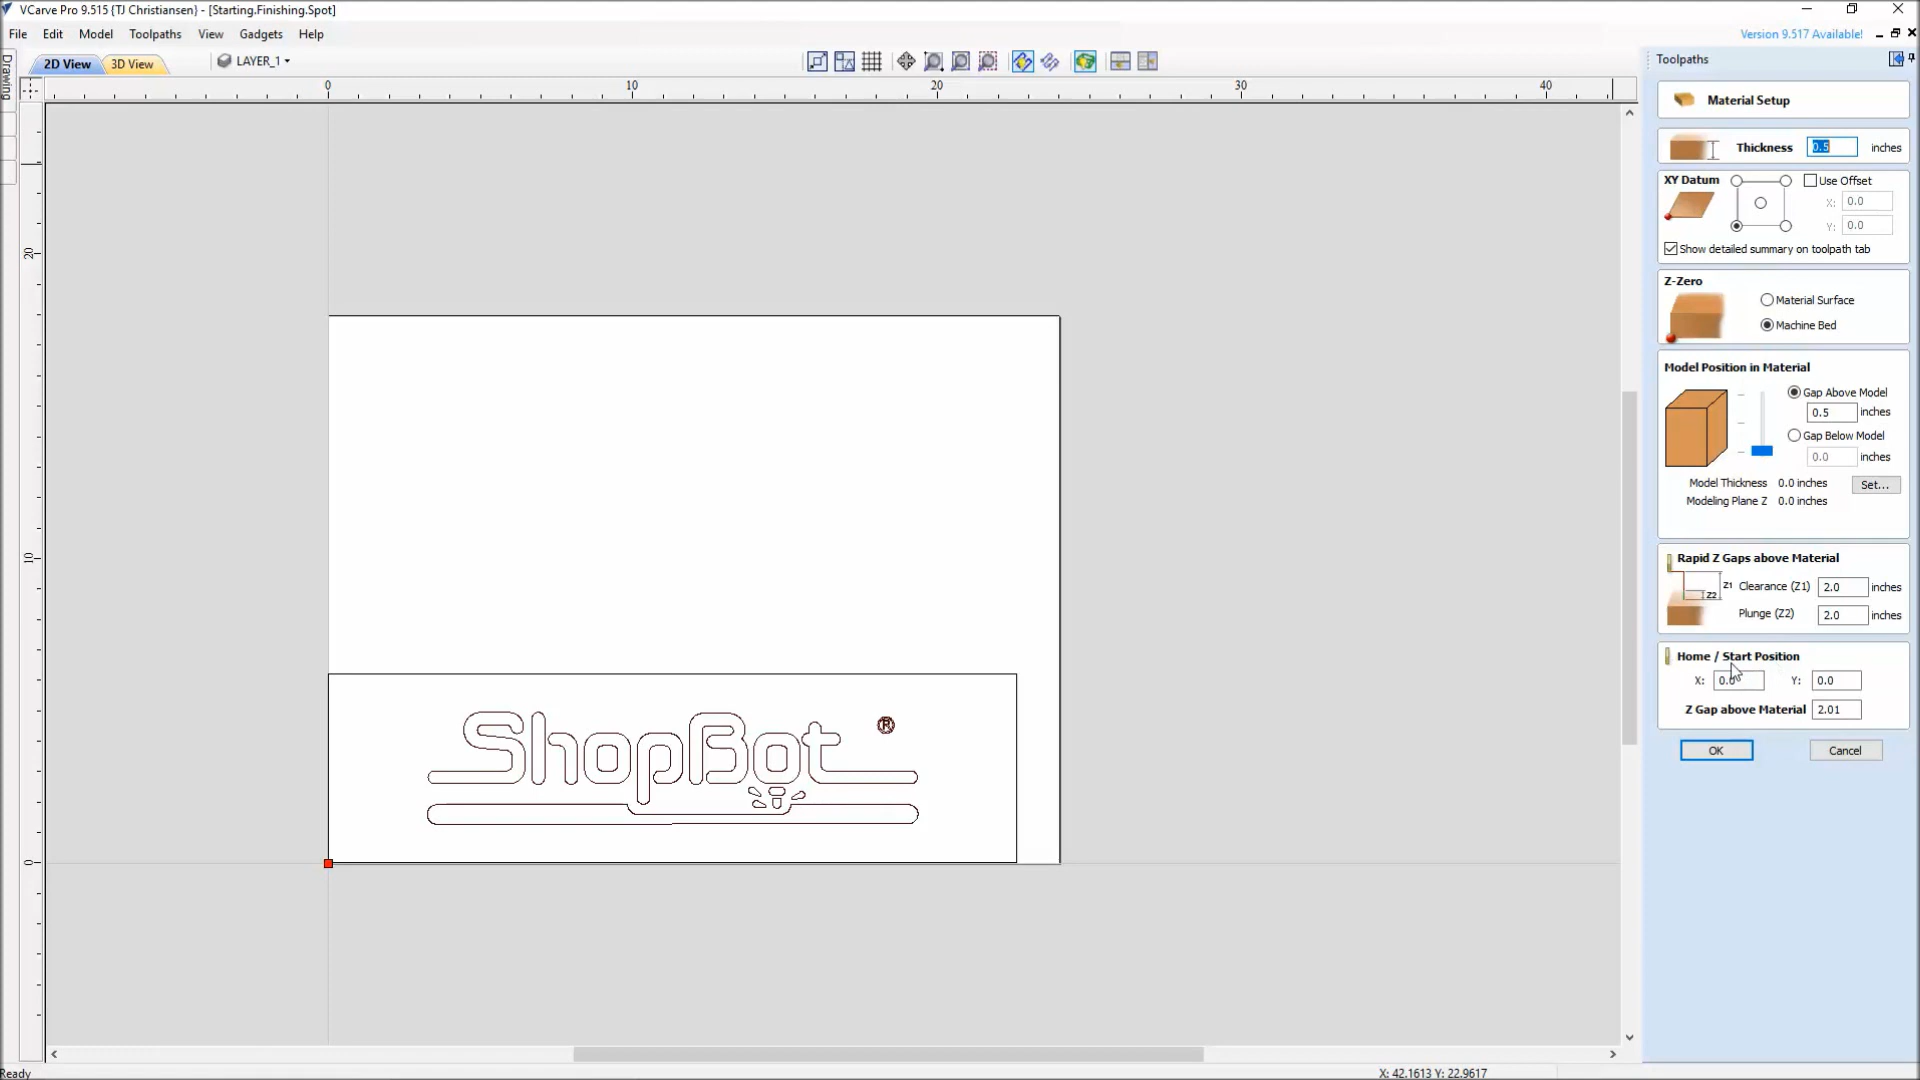 VCarve Pro 9.515 {TJ Christiansen} - [Starting.Finishing.Spot]
File Edit Model Toolpaths View Gadgets Help
Version 9.517 Available!
Drawing
2D View 3D View LAYER_1
Toolpaths
0 10 20 30 40
20
10
0
Material Setup
Thickness 0.5 inches
XY Datum
Use Offset
X: 0.0
Y: 0.0
Show detailed summary on toolpath tab
Z-Zero
Material Surface
Machine Bed
Model Position in Material
Gap Above Model
0.5 inches
Gap Below Model
0.0 inches
Model Thickness 0.0 inches
Set...
Modeling Plane Z 0.0 inches
Rapid Z Gaps above Material
Z1 Clearance (Z1) 2.0 inches
Z2 Plunge (Z2) 2.0 inches
Home / Start Position
X: 0.0 Y: 0.0
Z Gap above Material 2.01
OK Cancel
ShopBot ®
Ready
X: 42.1613 Y: 22.9617